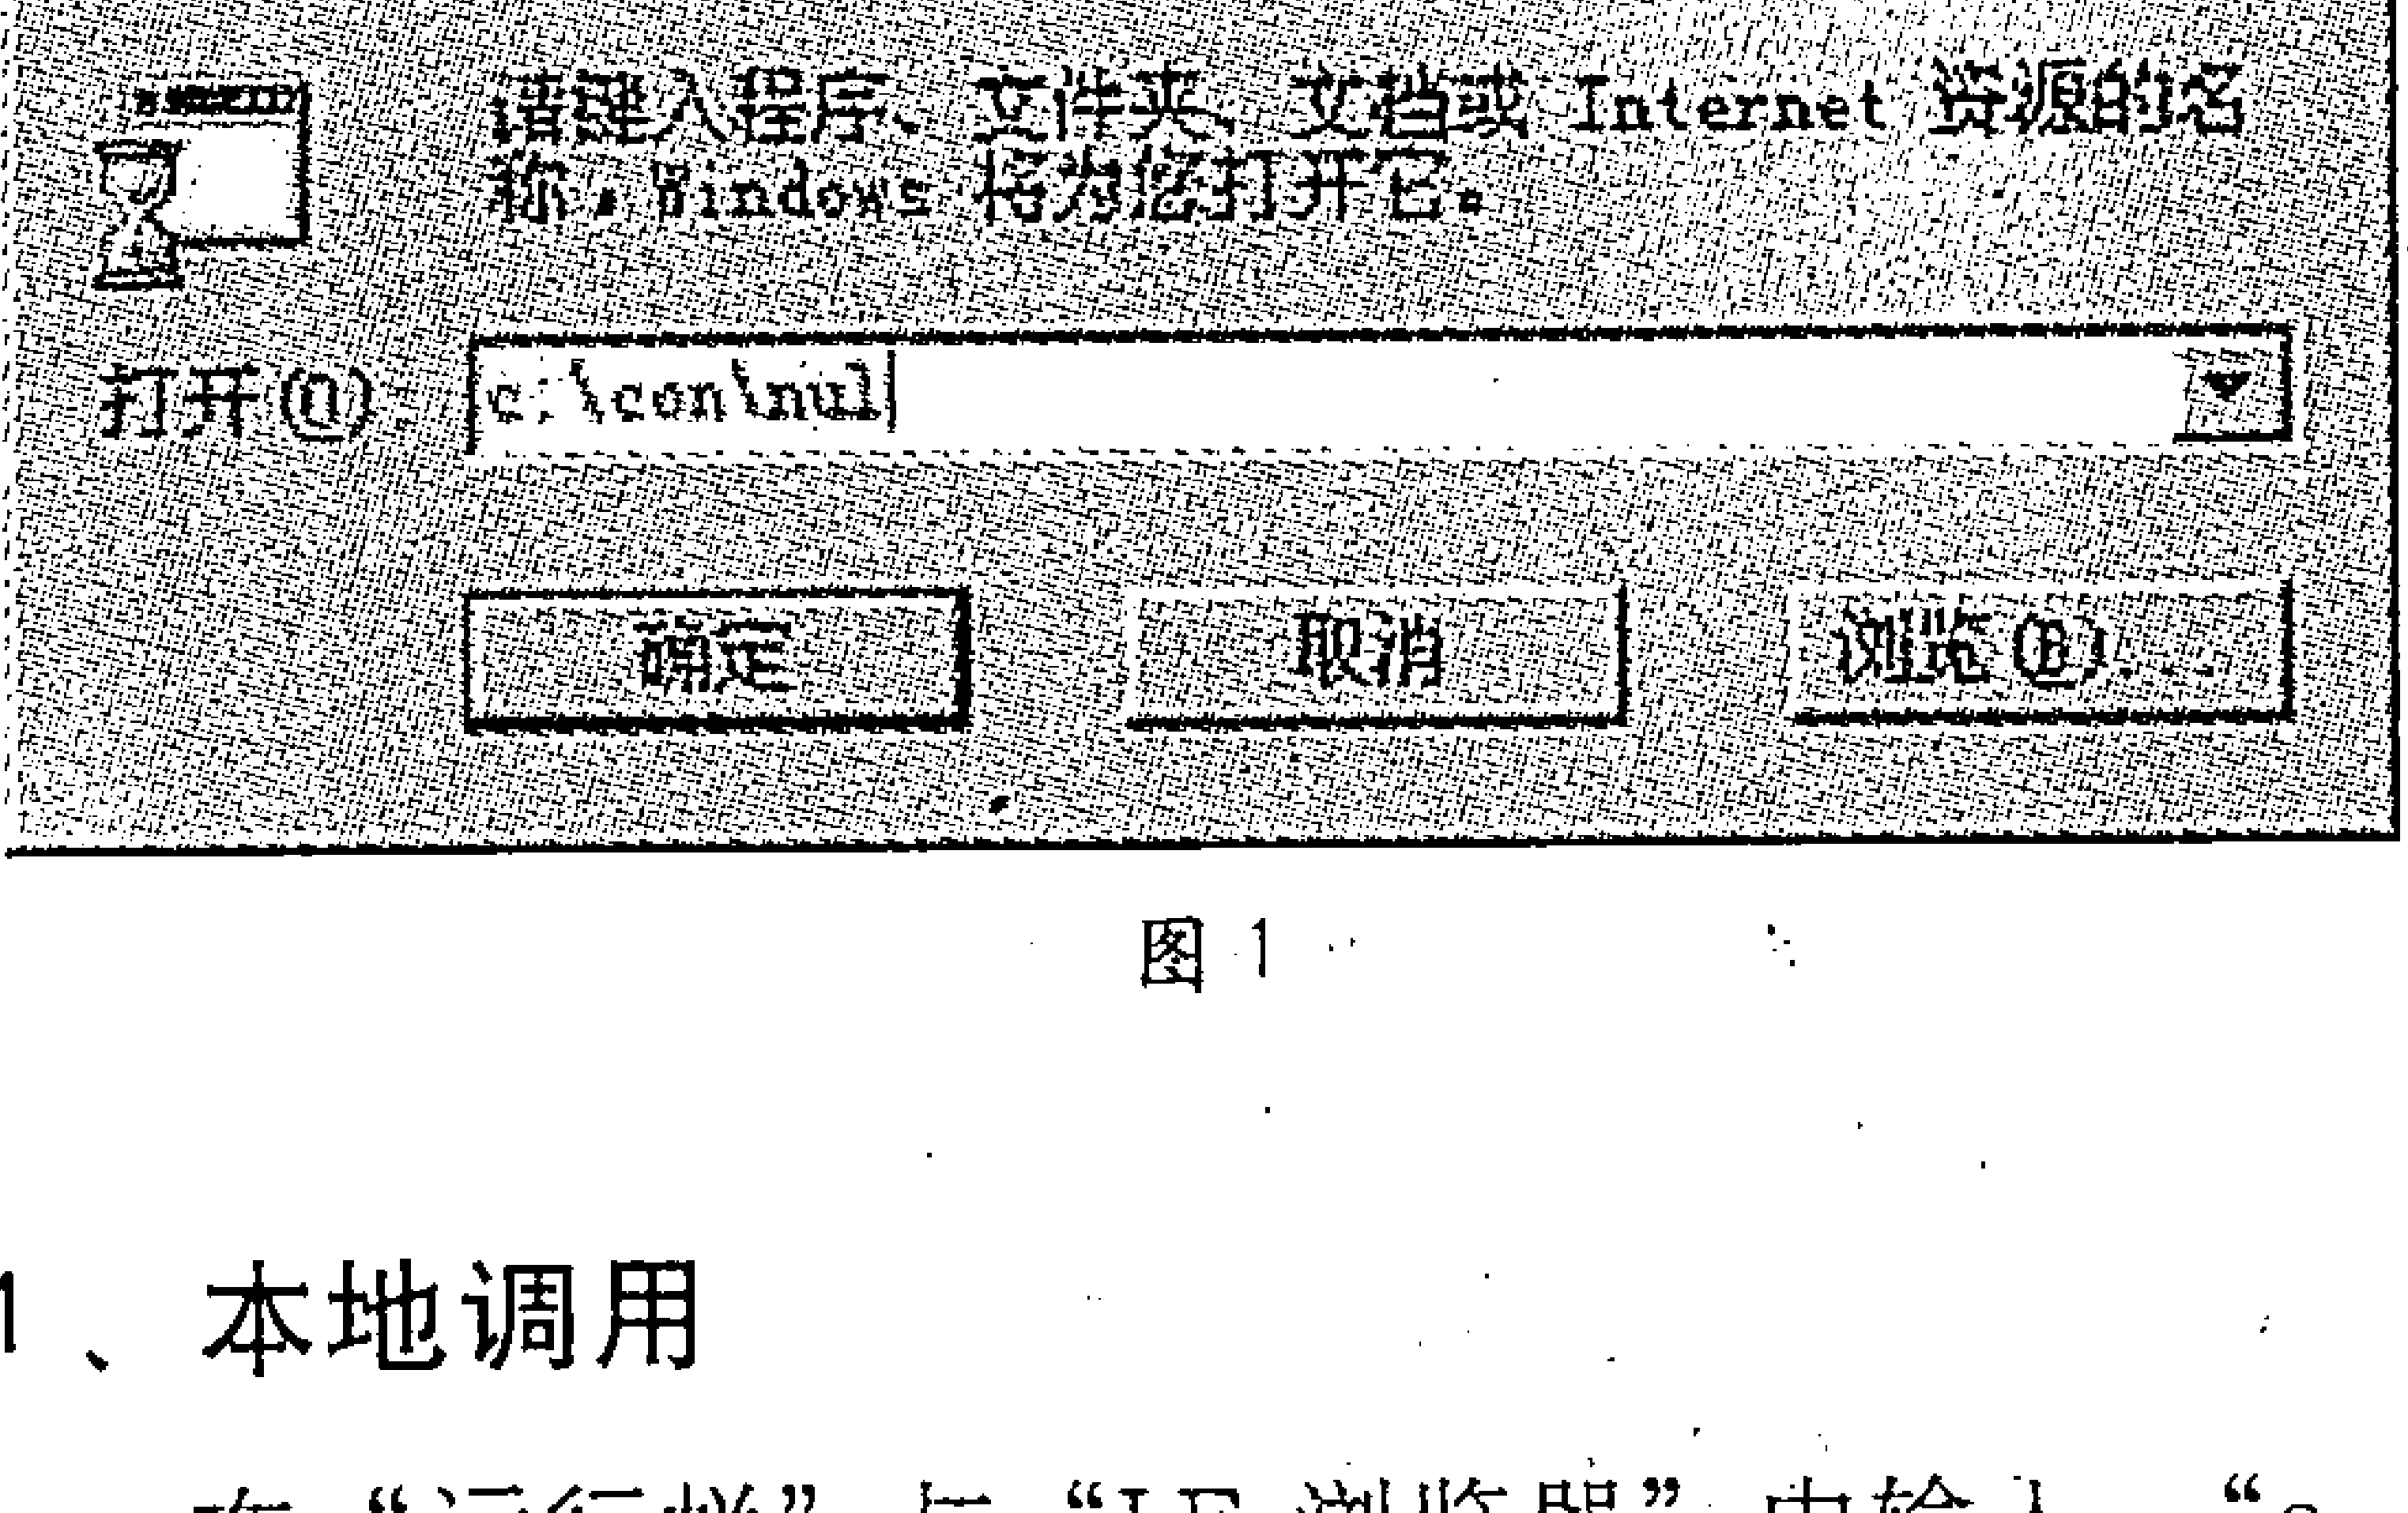 请键入程序、文件夹、文档或 Internet 资源的名
称，Windows 将为您打开它。
打开(O):
c:\con\nul
确定
取消
浏览(B)...
图 1
1、本地调用